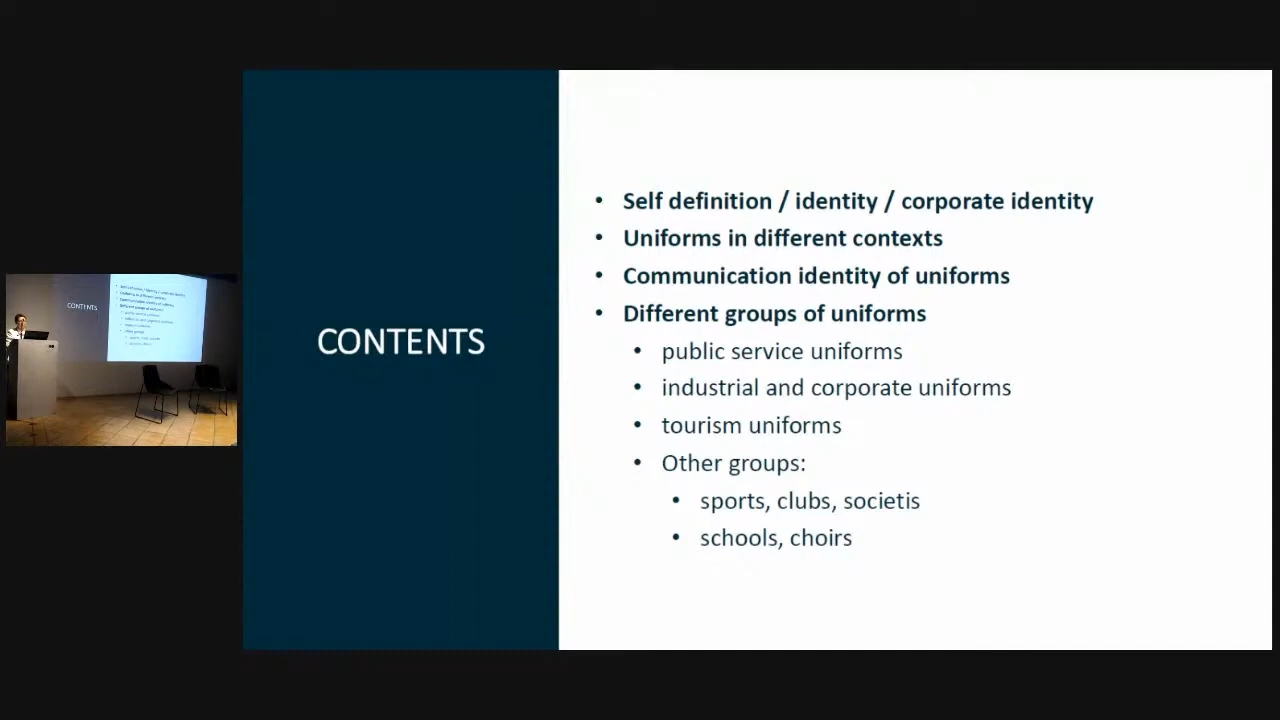 CONTENTS
• Self definition / identity / corporate identity
• Uniforms in different contexts
• Communication identity of uniforms
• Different groups of uniforms
• public service uniforms
• industrial and corporate uniforms
• tourism uniforms
• Other groups:
• sports, clubs, societis
• schools, choirs
CONTENTS